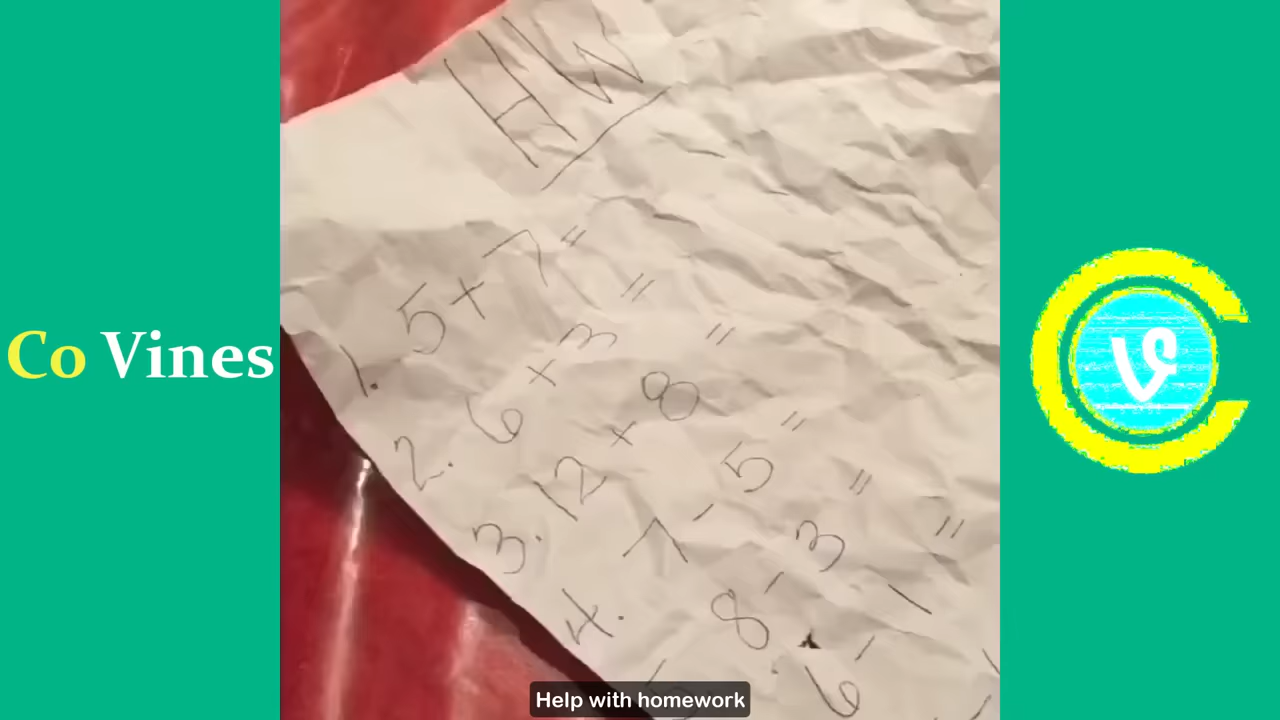 HW
1. 5+7=
2. 6+3=
3. 12+8=
4. 7-5=
5. 8-3=
6-1=
Co Vines
Help with homework